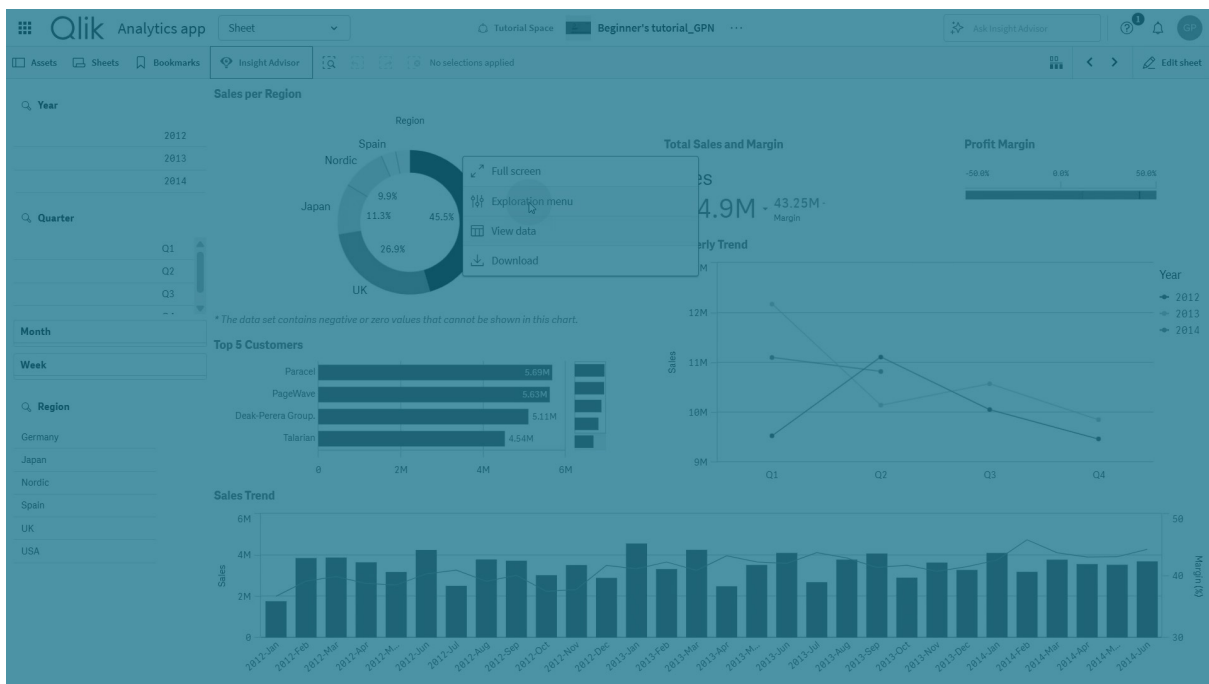 Qlik Analytics app Sheet Tutorial Space Beginner's tutorial_GPN ... Ask Insight Advisor 1 GP
Assets Sheets Bookmarks Insight Advisor No selections applied Edit sheet
Year
2012
2013
2014
Quarter
Q1
Q2
Q3
Month
Week
Region
Germany
Japan
Nordic
Spain
UK
USA
Sales per Region
Region
Spain
Nordic
Japan
UK
9.9%
11.3%
45.5%
26.9%
* The data set contains negative or zero values that cannot be shown in this chart.
Full screen
Exploration menu
View data
Download
Total Sales and Margin
4.9M
43.25M
Margin
Profit Margin
-50.0% 0.0% 50.0%
Top 5 Customers
Paracel 5.69M
PageWave 5.63M
Deak-Perera Group. 5.11M
Talarian 4.54M
0 2M 4M 6M
erly Trend
Sales
12M
11M
10M
9M
Q1 Q2 Q3 Q4
Year
2012
2013
2014
Sales Trend
Sales
6M
4M
2M
0
50
40
30
Margin (%)
2012-Jan 2012-Feb 2012-Mar 2012-Apr 2012-M... 2012-Jun 2012-Jul 2012-Aug 2012-Sep 2012-Oct 2012-Nov 2012-Dec 2013-Jan 2013-Feb 2013-Mar 2013-Apr 2013-M... 2013-Jun 2013-Jul 2013-Aug 2013-Sep 2013-Oct 2013-Nov 2013-Dec 2014-Jan 2014-Feb 2014-Mar 2014-Apr 2014-M... 2014-Jun